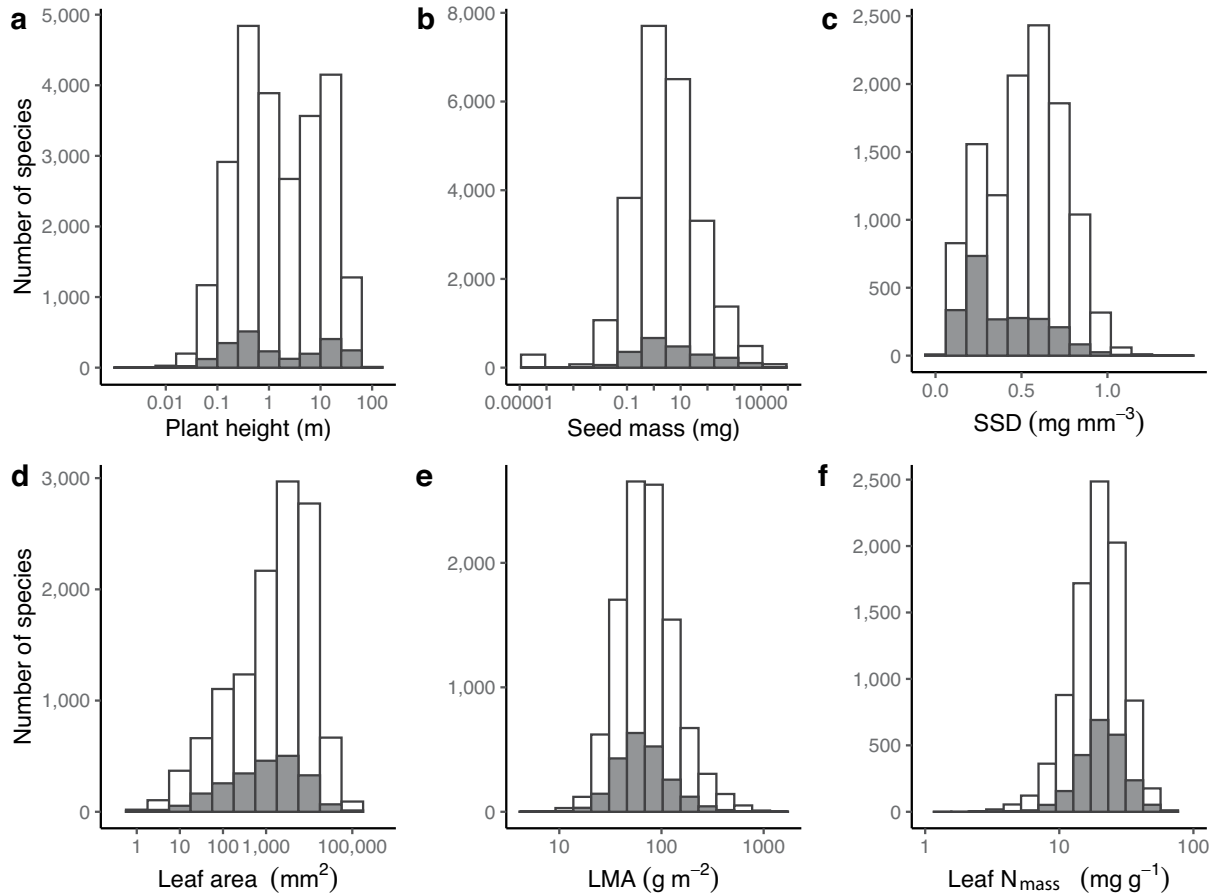 a
5,000
4,000
3,000
2,000
1,000
0
Number of species
0.01 0.1 1 10 100
Plant height (m)
b
8,000
6,000
4,000
2,000
0
0.00001 0.1 10 10000
Seed mass (mg)
c
2,500
2,000
1,500
1,000
500
0
0.0 0.5 1.0
SSD (mg mm⁻³)
d
3,000
2,000
1,000
0
Number of species
1 10 100 1,000 100,000
Leaf area (mm²)
e
2,000
1,000
0
10 100 1000
LMA (g m⁻²)
f
2,500
2,000
1,500
1,000
500
0
1 10 100
Leaf Nmass (mg g⁻¹)